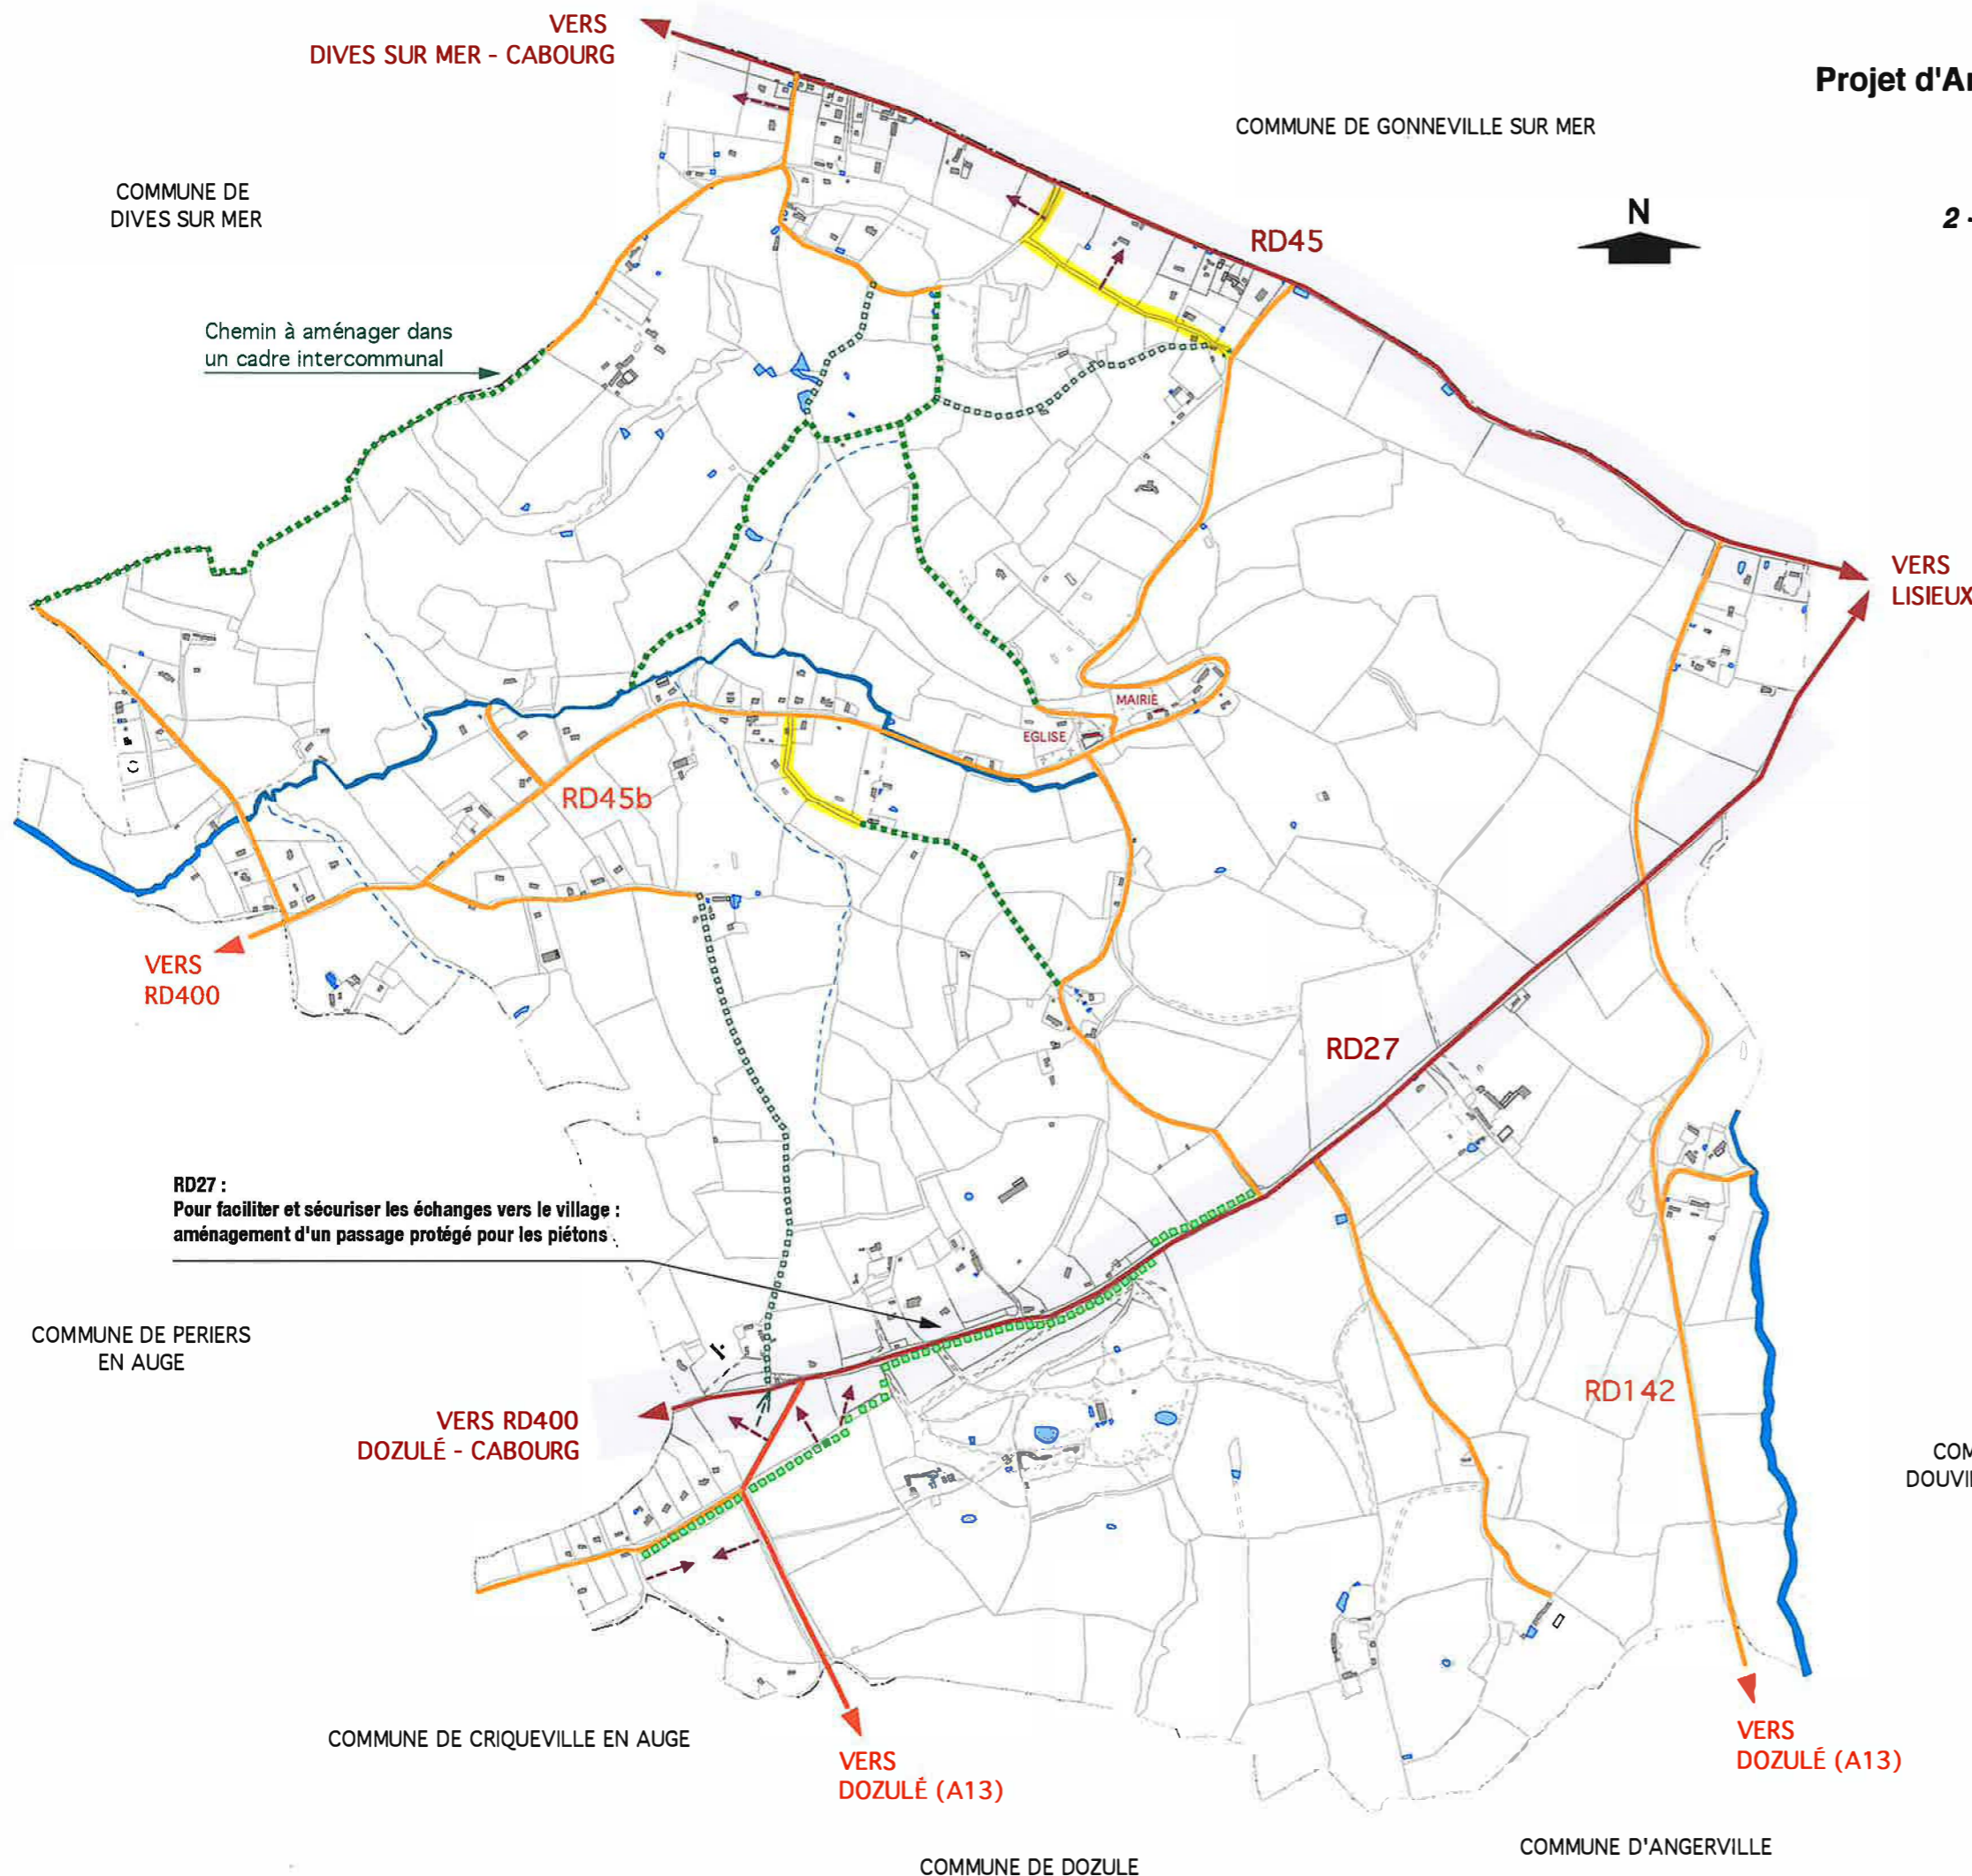 VERS
DIVES SUR MER - CABOURG
Projet d'Ar
COMMUNE DE GONNEVILLE SUR MER
COMMUNE DE
DIVES SUR MER
N
2 -
RD45
Chemin à aménager dans
un cadre intercommunal
VERS
LISIEUX
MAIRIE
EGLISE
RD45b
VERS
RD400
RD27
RD27 :
Pour faciliter et sécuriser les échanges vers le village :
aménagement d'un passage protégé pour les piétons
COMMUNE DE PERIERS
EN AUGE
RD142
VERS RD400
DOZULÉ - CABOURG
COM
DOUVI
COMMUNE DE CRIQUEVILLE EN AUGE
VERS
DOZULÉ (A13)
VERS
DOZULÉ (A13)
COMMUNE D'ANGERVILLE
COMMUNE DE DOZULE